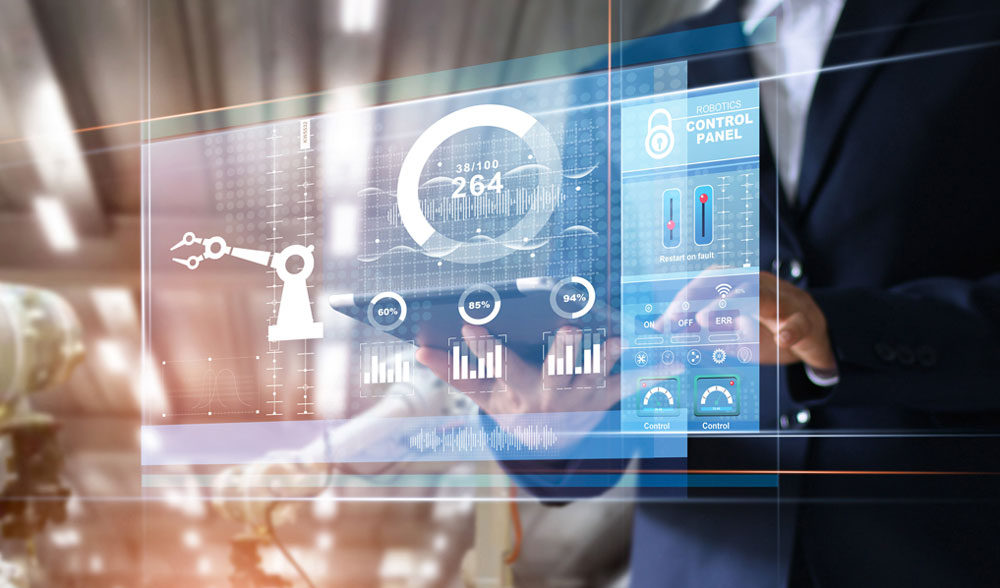 38/100
264
60%
85%
94%
ROBOTICS
CONTROL
PANEL
Restart on fault
ON
OFF
ERR
Control
Control